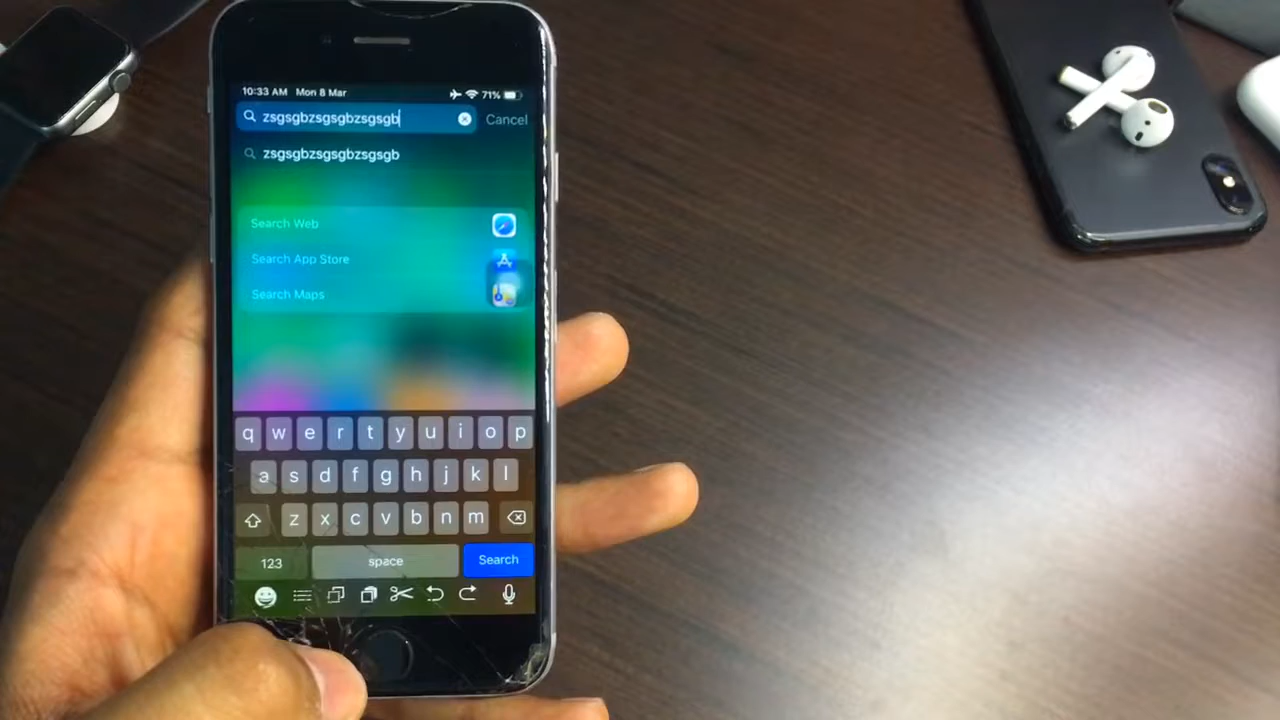 10:33 AM Mon 8 Mar 71%
zsgsgbzsgsgbzsgsgb Cancel
zsgsgbzsgsgbzsgsgb
Search Web
Search App Store
Search Maps
q w e r t y u i o p
a s d f g h j k l
z x c v b n m
123 space Search